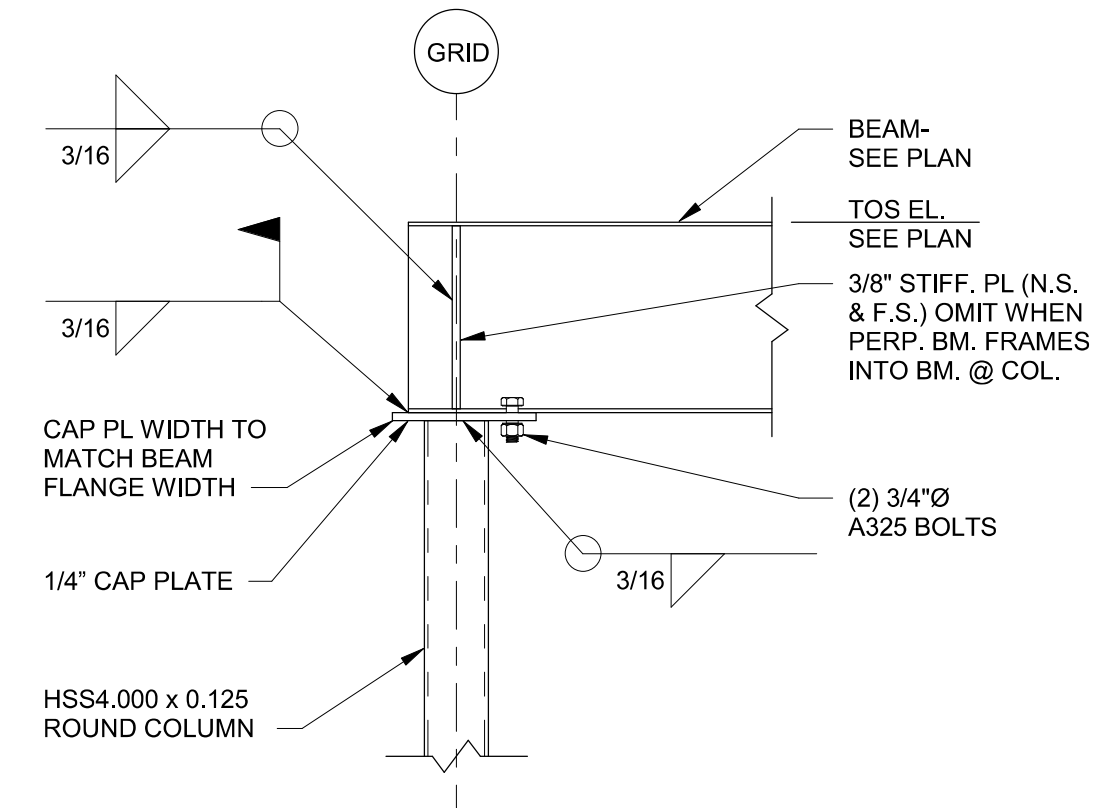 GRID
3/16
3/16
BEAM-
SEE PLAN
TOS EL.
SEE PLAN
3/8" STIFF. PL (N.S.
& F.S.) OMIT WHEN
PERP. BM. FRAMES
INTO BM. @ COL.
CAP PL WIDTH TO
MATCH BEAM
FLANGE WIDTH
(2) 3/4"Ø
A325 BOLTS
1/4” CAP PLATE
3/16
HSS4.000 x 0.125
ROUND COLUMN